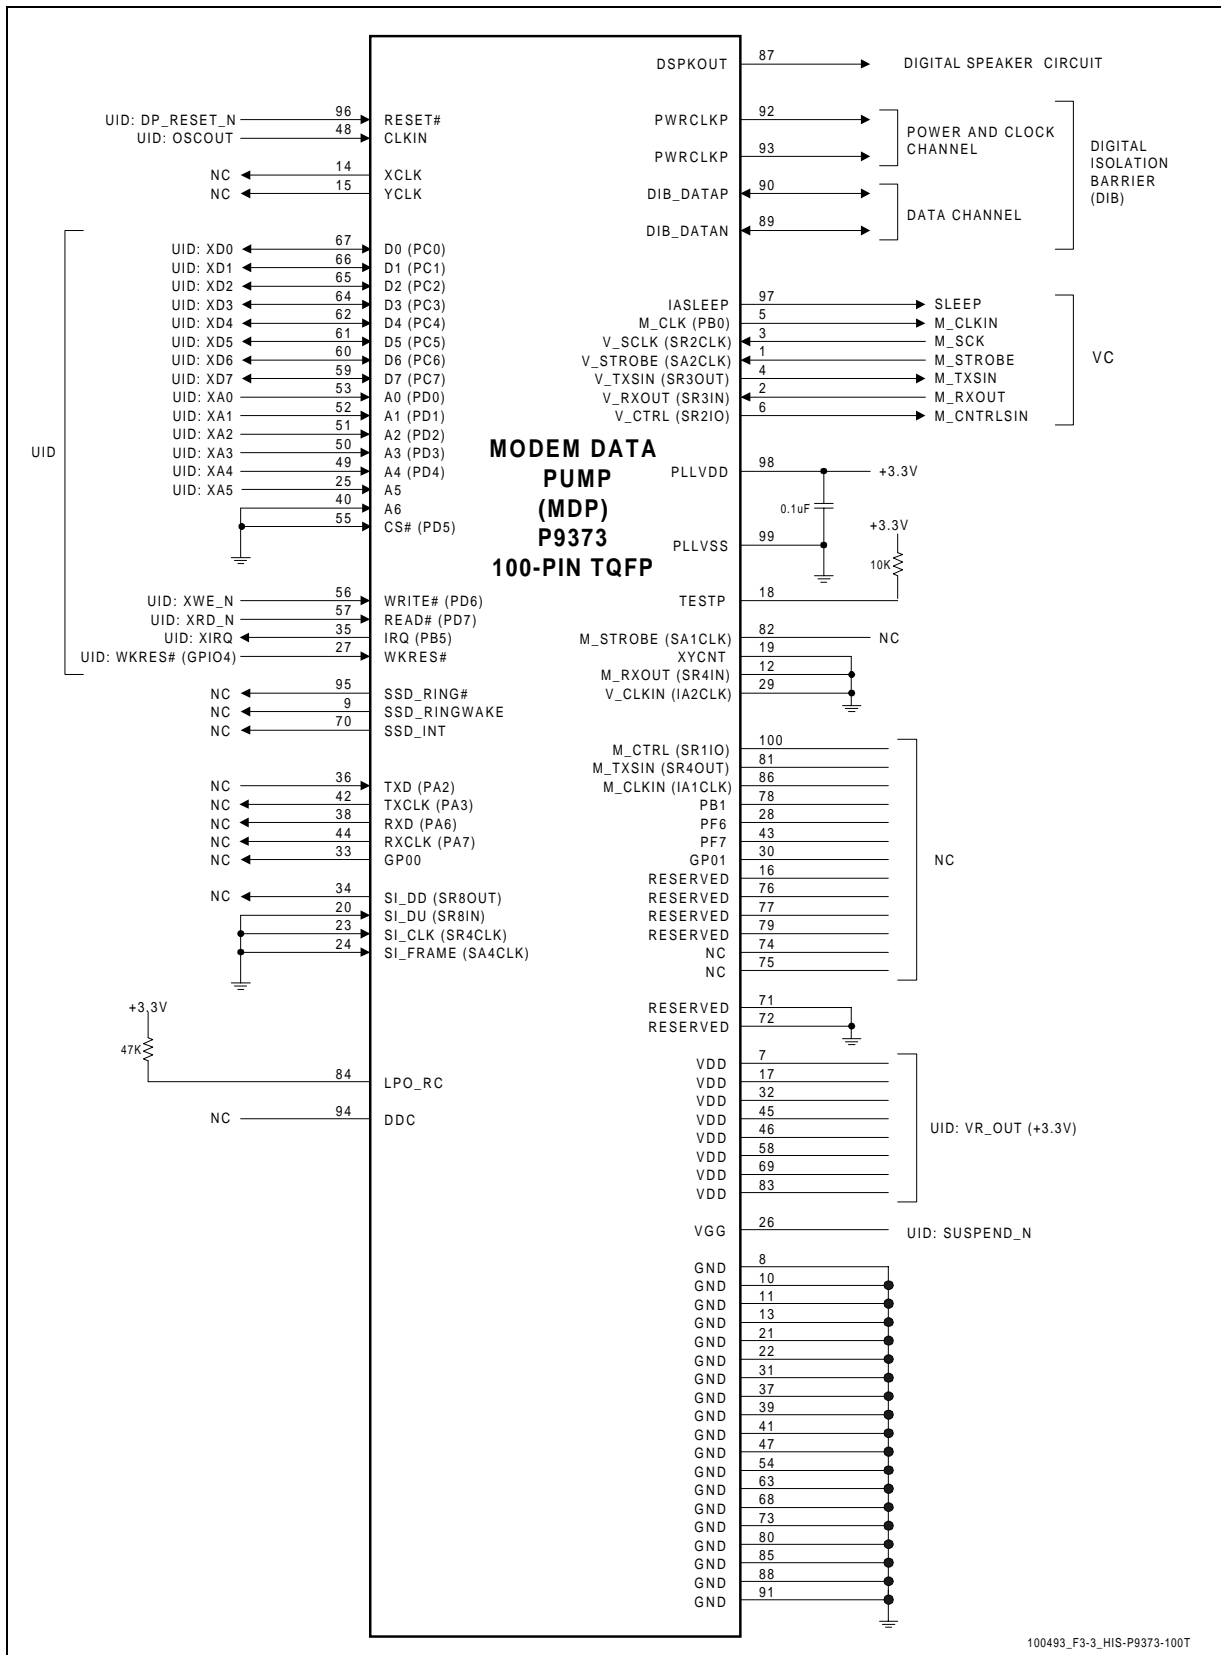 DSPKOUT 87 DIGITAL SPEAKER CIRCUIT
UID: DP_RESET_N 96 RESET#
UID: OSCOUT 48 CLKIN
NC 14 XCLK
NC 15 YCLK
PWRCLKP 92
PWRCLKP 93
POWER AND CLOCK
CHANNEL
DIB_DATAP 90
DIB_DATAN 89
DATA CHANNEL
DIGITAL
ISOLATION
BARRIER
(DIB)
UID
UID: XD0 67 D0 (PC0)
UID: XD1 66 D1 (PC1)
UID: XD2 65 D2 (PC2)
UID: XD3 64 D3 (PC3)
UID: XD4 62 D4 (PC4)
UID: XD5 61 D5 (PC5)
UID: XD6 60 D6 (PC6)
UID: XD7 59 D7 (PC7)
UID: XA0 53 A0 (PD0)
UID: XA1 52 A1 (PD1)
UID: XA2 51 A2 (PD2)
UID: XA3 50 A3 (PD3)
UID: XA4 49 A4 (PD4)
UID: XA5 25 A5
40 A6
55 CS# (PD5)
UID: XWE_N 56 WRITE# (PD6)
UID: XRD_N 57 READ# (PD7)
UID: XIRQ 35 IRQ (PB5)
UID: WKRES# (GPIO4) 27 WKRES#
NC 95 SSD_RING#
NC 9 SSD_RINGWAKE
NC 70 SSD_INT
NC 36 TXD (PA2)
NC 42 TXCLK (PA3)
NC 38 RXD (PA6)
NC 44 RXCLK (PA7)
NC 33 GP00
NC 34 SI_DD (SR8OUT)
20 SI_DU (SR8IN)
23 SI_CLK (SR4CLK)
24 SI_FRAME (SA4CLK)
+3.3V
47K
84 LPO_RC
NC 94 DDC
MODEM DATA
PUMP
(MDP)
P9373
100-PIN TQFP
IASLEEP 97 SLEEP
M_CLK (PB0) 5 M_CLKIN
V_SCLK (SR2CLK) 3 M_SCK
V_STROBE (SA2CLK) 1 M_STROBE
V_TXSIN (SR3OUT) 4 M_TXSIN
V_RXOUT (SR3IN) 2 M_RXOUT
V_CTRL (SR2IO) 6 M_CNTRLSIN
VC
PLLVDD 98 +3.3V
0.1uF
PLLVSS 99
+3.3V
10K
TESTP 18
M_STROBE (SA1CLK) 82 NC
XYCNT 19
M_RXOUT (SR4IN) 12
V_CLKIN (IA2CLK) 29
M_CTRL (SR1IO) 100
M_TXSIN (SR4OUT) 81
M_CLKIN (IA1CLK) 86
PB1 78
PF6 28
PF7 43
GP01 30
RESERVED 16
RESERVED 76
RESERVED 77
RESERVED 79
NC 74
NC 75
NC
RESERVED 71
RESERVED 72
VDD 7
VDD 17
VDD 32
VDD 45
VDD 46
VDD 58
VDD 69
VDD 83
UID: VR_OUT (+3.3V)
VGG 26 UID: SUSPEND_N
GND 8
GND 10
GND 11
GND 13
GND 21
GND 22
GND 31
GND 37
GND 39
GND 41
GND 47
GND 54
GND 63
GND 68
GND 73
GND 80
GND 85
GND 88
GND 91
100493_F3-3_HIS-P9373-100T